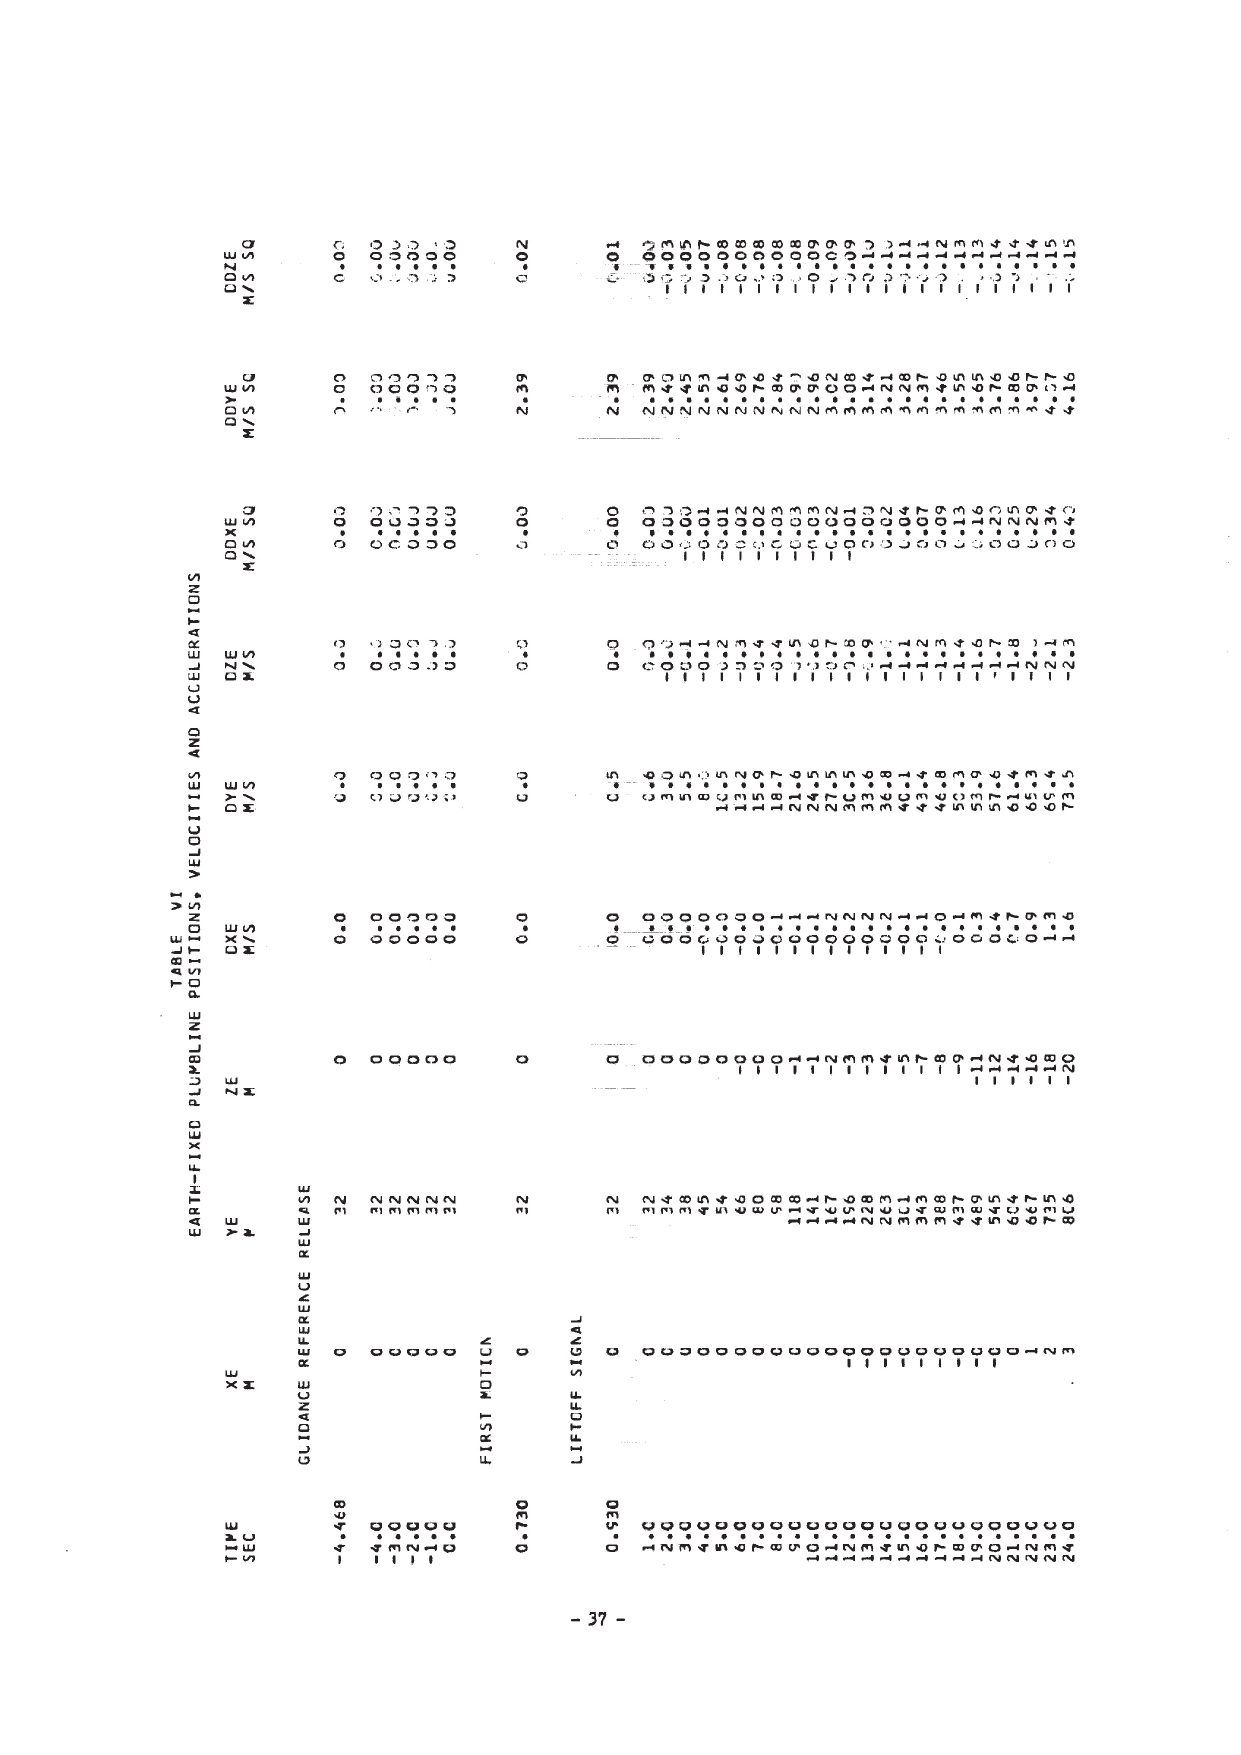 TABLE VI
EARTH-FIXED PLUMBLINE POSITIONS, VELOCITIES AND ACCELERATIONS
TIME XE YE ZE DXE DYE DZE DDXE DDYE DDZE
SEC M M M M/S M/S M/S M/S SQ M/S SQ M/S SQ
GUIDANCE REFERENCE RELEASE
-4.468 0 32 0 0.0 0.0 0.0 0.00 0.00 0.00
-4.0 0 32 0 0.0 0.0 0.0 0.00 0.00 0.00
-3.0 0 32 0 0.0 0.0 0.0 0.00 .00 0.00
-2.0 0 32 0 0.0 0.0 0.0 0.00 0.00 0.00
-1.0 0 32 0 0.0 0.0 0.0 0.00 .00 0.0
0.0 0 32 0 0.0 0.0 0.0 0.00 0.00 0.00
FIRST MOTION
0.730 0 32 0 0.0 0.0 0.0 0.00 2.39 0.02
LIFTOFF SIGNAL
0.930 0 32 0 0.0 0.5 0.0 0.00 2.39 0.01
1.0 0 32 0 0.0 0.6 0.0 0.00 2.39 0.00
2.0 0 34 0 0.0 3.0 -0.0 0.00 2.40 -0.03
3.0 0 38 0 0.0 5.5 -0.1 -0.00 2.45 -0.05
4.0 0 45 0 -0.0 8.0 -0.1 -0.01 2.53 -0.07
5.0 0 54 0 -0.0 10.5 -0.2 -0.01 2.61 -0.08
6.0 0 66 -0 -0.0 13.2 -0.3 -0.02 2.69 -0.08
7.0 0 80 -0 -0.0 15.9 -0.4 -0.02 2.76 -0.08
8.0 0 98 -0 -0.1 18.7 -0.4 -0.03 2.84 -0.08
9.0 0 118 -1 -0.1 21.6 -0.5 -0.03 2.90 -0.08
10.0 0 141 -1 -0.1 24.5 -0.6 -0.03 2.96 -0.09
11.0 0 167 -2 -0.2 27.5 -0.7 -0.02 3.02 -0.09
12.0 -0 196 -3 -0.2 30.5 -0.8 -0.01 3.08 -0.09
13.0 -0 228 -3 -0.2 33.6 -0.9 0.00 3.14 -0.10
14.0 -0 263 -4 -0.2 36.8 -1.0 0.02 3.21 -0.10
15.0 -0 301 -5 -0.1 40.1 -1.1 0.04 3.28 -0.11
16.0 -0 343 -7 -0.1 43.4 -1.2 0.07 3.37 -0.11
17.0 -0 388 -8 -0.0 46.8 -1.3 0.09 3.46 -0.12
18.0 -0 437 -9 0.1 50.3 -1.4 0.13 3.55 -0.13
19.0 -0 489 -11 0.3 53.9 -1.6 0.16 3.65 -0.13
20.0 -0 545 -12 0.4 57.6 -1.7 0.20 3.76 -0.14
21.0 0 604 -14 0.7 61.4 -1.8 0.25 3.86 -0.14
22.0 1 667 -16 0.9 65.3 -2.0 0.29 3.97 -0.14
23.0 2 735 -18 1.3 69.4 -2.1 0.34 4.07 -0.15
24.0 3 806 -20 1.6 73.5 -2.3 0.40 4.16 -0.15
- 37 -